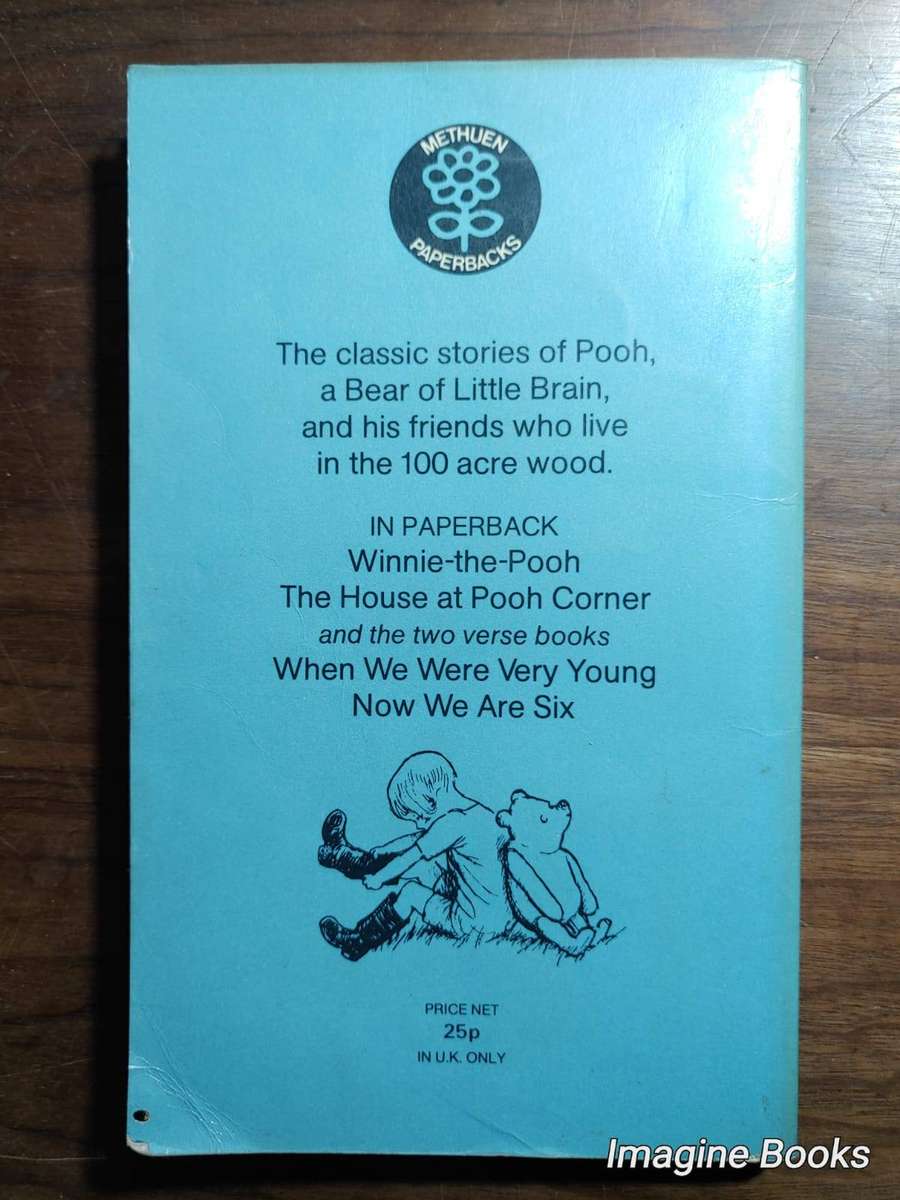 METHUEN
PAPERBACKS
The classic stories of Pooh,
a Bear of Little Brain,
and his friends who live
in the 100 acre wood.
IN PAPERBACK
Winnie-the-Pooh
The House at Pooh Corner
and the two verse books
When We Were Very Young
Now We Are Six
PRICE NET
25p
IN U.K. ONLY
Imagine Books